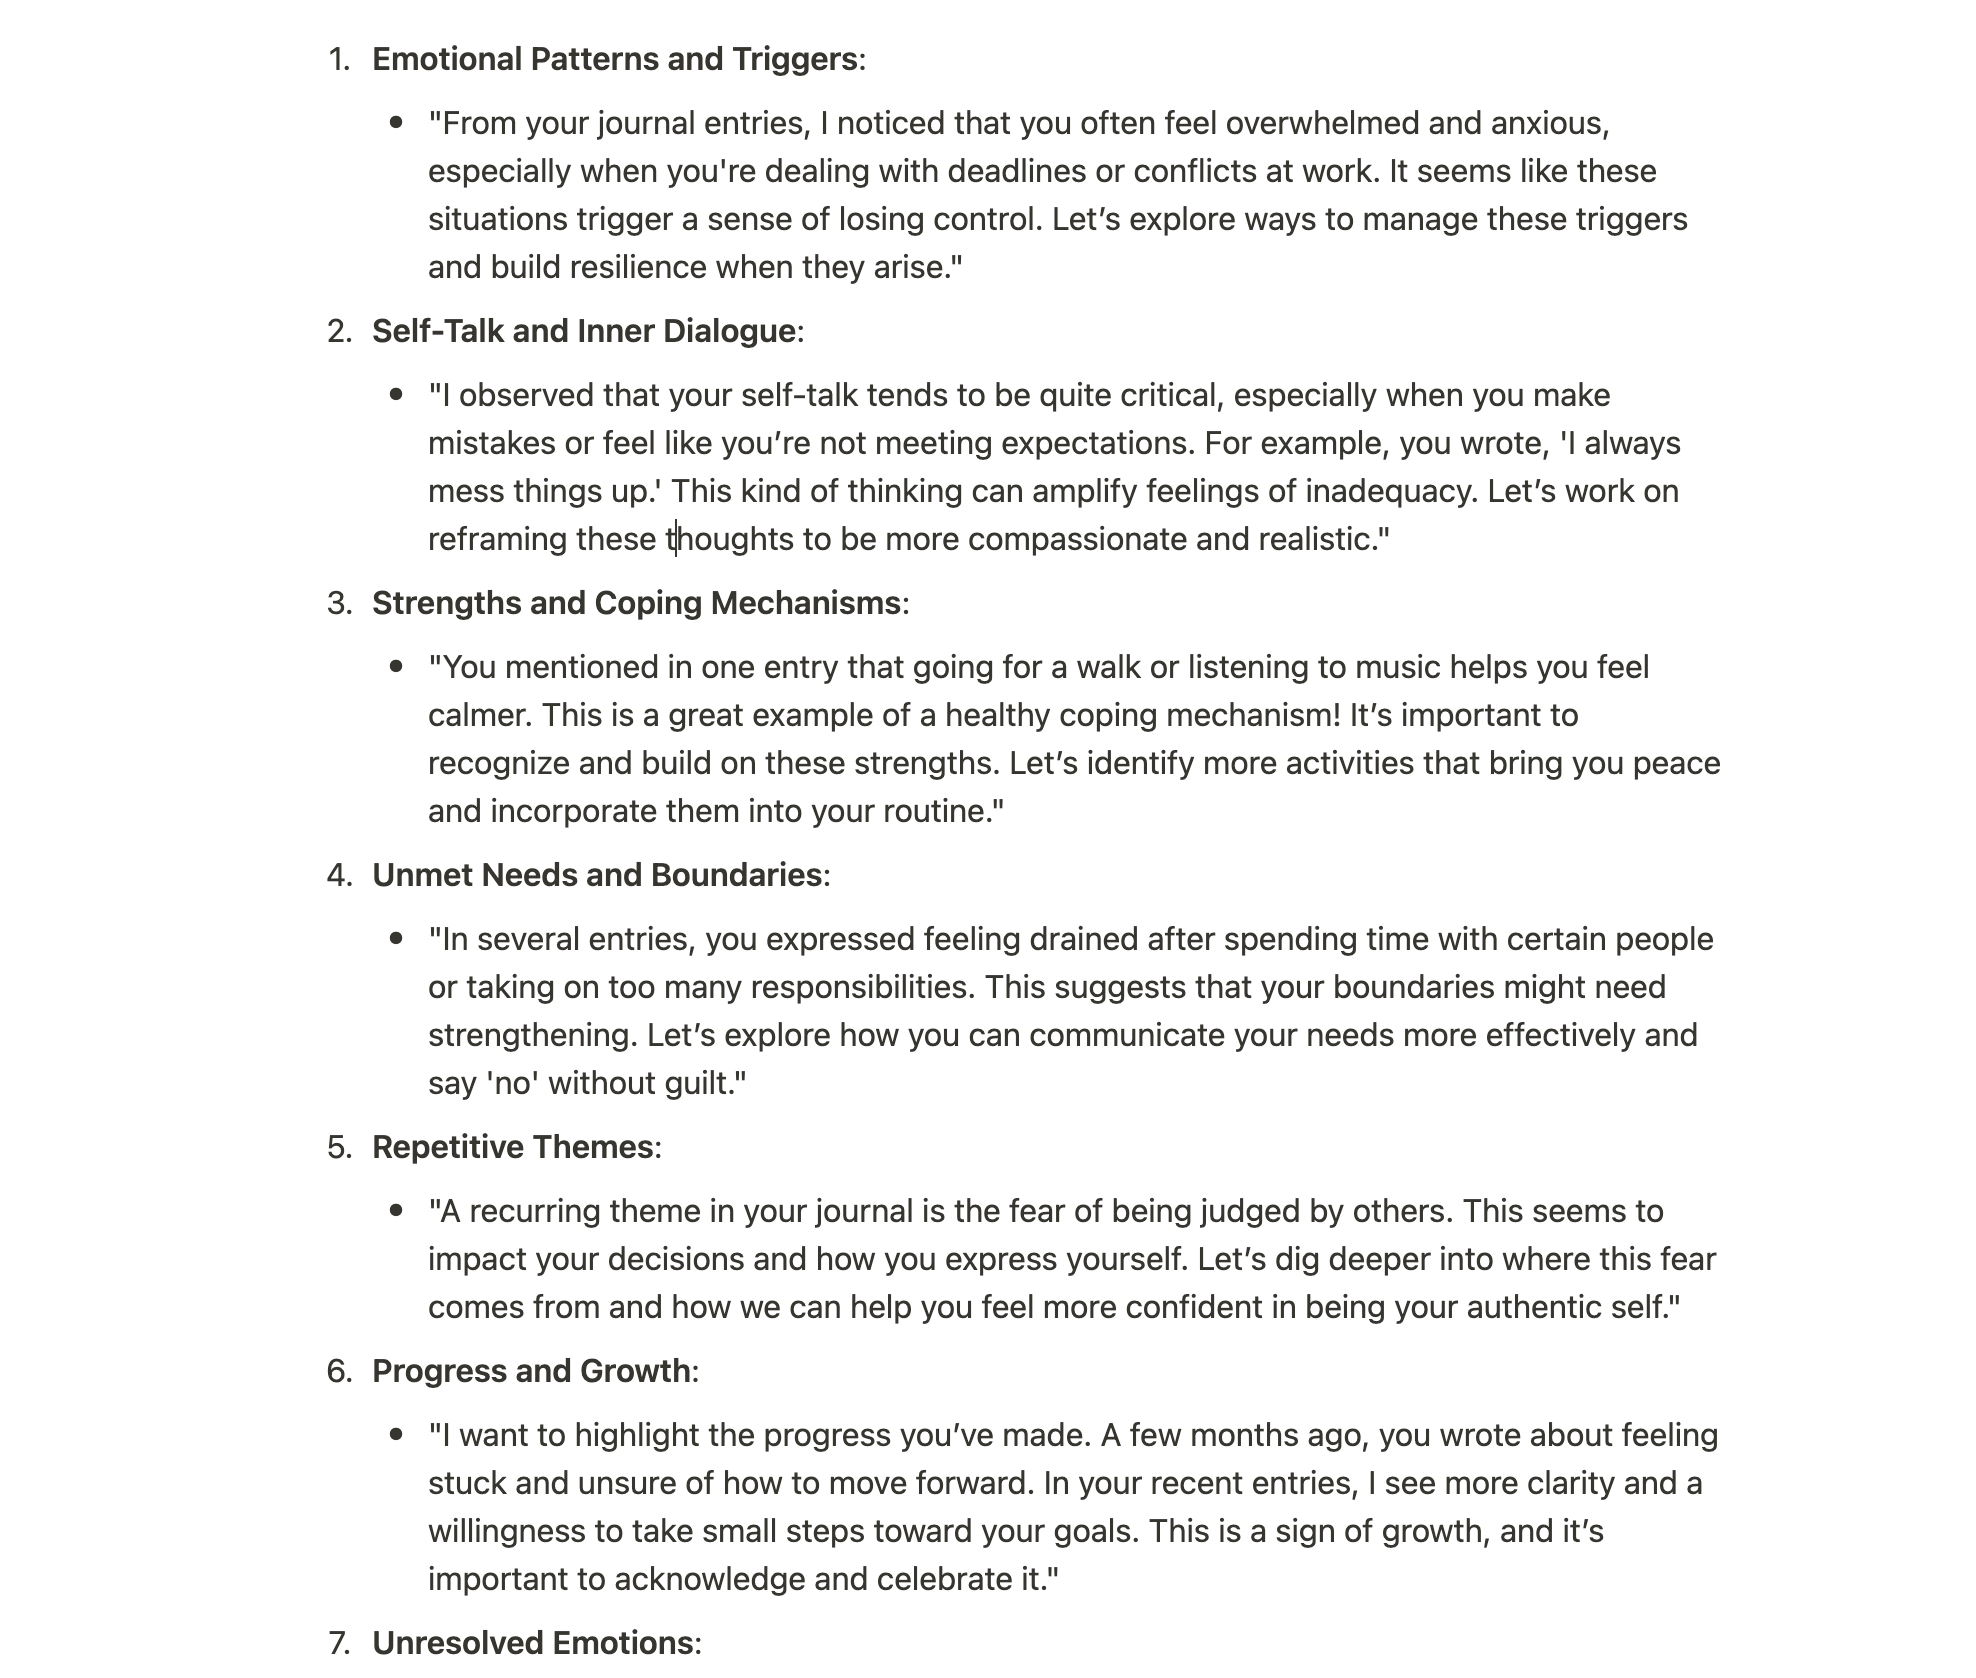 1. Emotional Patterns and Triggers:
• "From your journal entries, I noticed that you often feel overwhelmed and anxious,
especially when you're dealing with deadlines or conflicts at work. It seems like these
situations trigger a sense of losing control. Let’s explore ways to manage these triggers
and build resilience when they arise."
2. Self-Talk and Inner Dialogue:
• "I observed that your self-talk tends to be quite critical, especially when you make
mistakes or feel like you’re not meeting expectations. For example, you wrote, 'I always
mess things up.' This kind of thinking can amplify feelings of inadequacy. Let’s work on
reframing these thoughts to be more compassionate and realistic."
3. Strengths and Coping Mechanisms:
• "You mentioned in one entry that going for a walk or listening to music helps you feel
calmer. This is a great example of a healthy coping mechanism! It’s important to
recognize and build on these strengths. Let’s identify more activities that bring you peace
and incorporate them into your routine."
4. Unmet Needs and Boundaries:
• "In several entries, you expressed feeling drained after spending time with certain people
or taking on too many responsibilities. This suggests that your boundaries might need
strengthening. Let’s explore how you can communicate your needs more effectively and
say 'no' without guilt."
5. Repetitive Themes:
• "A recurring theme in your journal is the fear of being judged by others. This seems to
impact your decisions and how you express yourself. Let’s dig deeper into where this fear
comes from and how we can help you feel more confident in being your authentic self."
6. Progress and Growth:
• "I want to highlight the progress you’ve made. A few months ago, you wrote about feeling
stuck and unsure of how to move forward. In your recent entries, I see more clarity and a
willingness to take small steps toward your goals. This is a sign of growth, and it’s
important to acknowledge and celebrate it."
7. Unresolved Emotions: